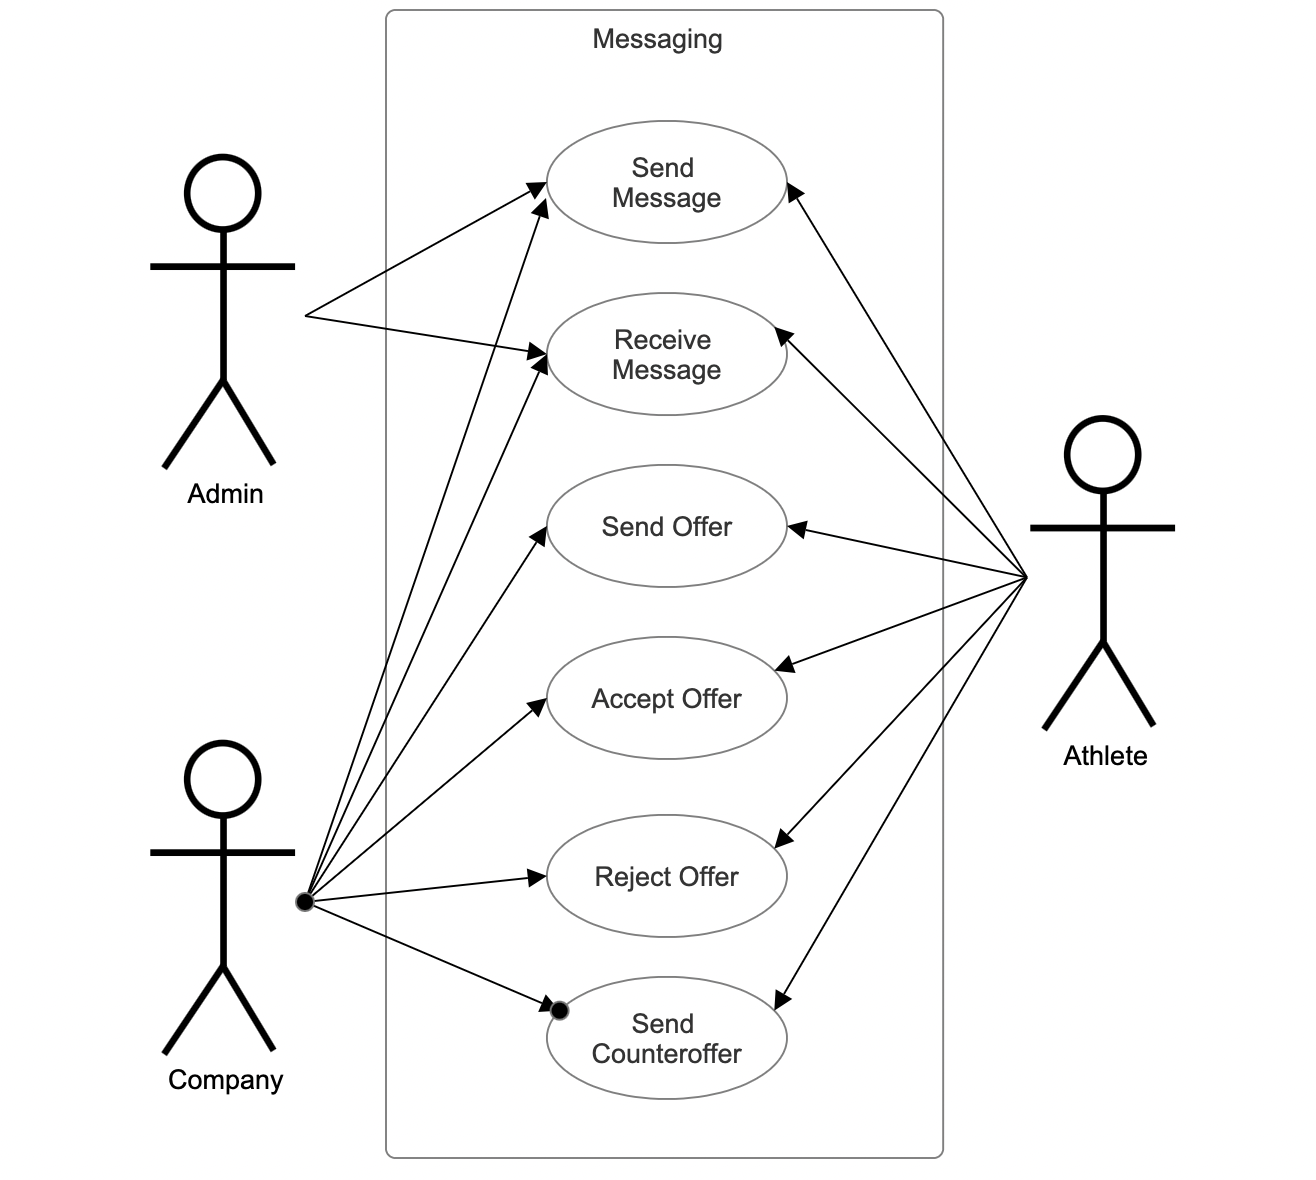 Messaging
Send
Message
Receive
Message
Send Offer
Accept Offer
Reject Offer
Send
Counteroffer
Admin
Company
Athlete